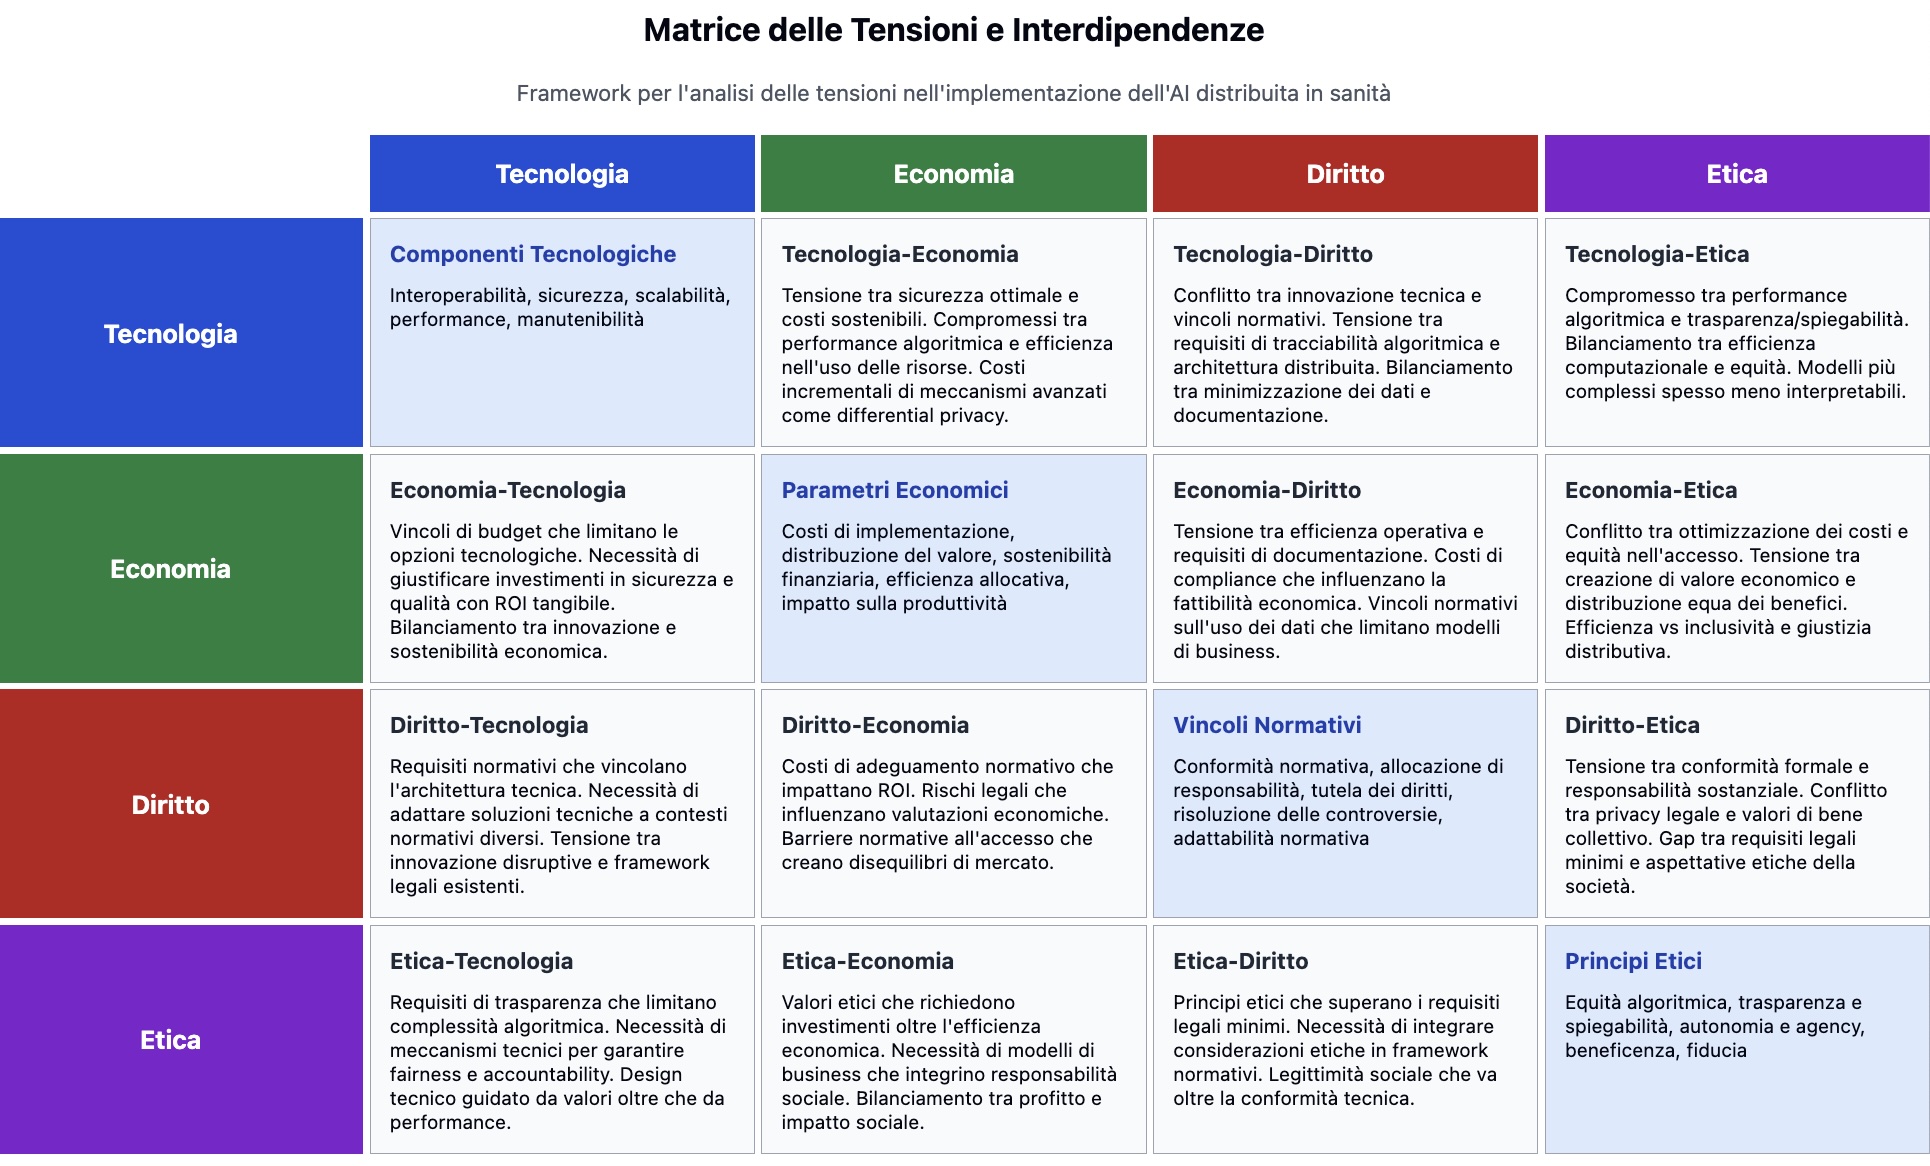 Matrice delle Tensioni e Interdipendenze
Framework per l'analisi delle tensioni nell'implementazione dell'AI distribuita in sanità
Tecnologia
Economia
Diritto
Etica
Tecnologia
Componenti Tecnologiche
Interoperabilità, sicurezza, scalabilità,
performance, manutenibilità
Tecnologia-Economia
Tensione tra sicurezza ottimale e
costi sostenibili. Compromessi tra
performance algoritmica e efficienza
nell'uso delle risorse. Costi
incrementali di meccanismi avanzati
come differential privacy.
Tecnologia-Diritto
Conflitto tra innovazione tecnica e
vincoli normativi. Tensione tra
requisiti di tracciabilità algoritmica e
architettura distribuita. Bilanciamento
tra minimizzazione dei dati e
documentazione.
Tecnologia-Etica
Compromesso tra performance
algoritmica e trasparenza/spiegabilità.
Bilanciamento tra efficienza
computazionale e equità. Modelli più
complessi spesso meno interpretabili.
Economia
Economia-Tecnologia
Vincoli di budget che limitano le
opzioni tecnologiche. Necessità di
giustificare investimenti in sicurezza e
qualità con ROI tangibile.
Bilanciamento tra innovazione e
sostenibilità economica.
Parametri Economici
Costi di implementazione,
distribuzione del valore, sostenibilità
finanziaria, efficienza allocativa,
impatto sulla produttività
Economia-Diritto
Tensione tra efficienza operativa e
requisiti di documentazione. Costi di
compliance che influenzano la
fattibilità economica. Vincoli normativi
sull'uso dei dati che limitano modelli
di business.
Economia-Etica
Conflitto tra ottimizzazione dei costi e
equità nell'accesso. Tensione tra
creazione di valore economico e
distribuzione equa dei benefici.
Efficienza vs inclusività e giustizia
distributiva.
Diritto
Diritto-Tecnologia
Requisiti normativi che vincolano
l'architettura tecnica. Necessità di
adattare soluzioni tecniche a contesti
normativi diversi. Tensione tra
innovazione disruptive e framework
legali esistenti.
Diritto-Economia
Costi di adeguamento normativo che
impattano ROI. Rischi legali che
influenzano valutazioni economiche.
Barriere normative all'accesso che
creano disequilibri di mercato.
Vincoli Normativi
Conformità normativa, allocazione di
responsabilità, tutela dei diritti,
risoluzione delle controversie,
adattabilità normativa
Diritto-Etica
Tensione tra conformità formale e
responsabilità sostanziale. Conflitto
tra privacy legale e valori di bene
collettivo. Gap tra requisiti legali
minimi e aspettative etiche della
società.
Etica
Etica-Tecnologia
Requisiti di trasparenza che limitano
complessità algoritmica. Necessità di
meccanismi tecnici per garantire
fairness e accountability. Design
tecnico guidato da valori oltre che da
performance.
Etica-Economia
Valori etici che richiedono
investimenti oltre l'efficienza
economica. Necessità di modelli di
business che integrino responsabilità
sociale. Bilanciamento tra profitto e
impatto sociale.
Etica-Diritto
Principi etici che superano i requisiti
legali minimi. Necessità di integrare
considerazioni etiche in framework
normativi. Legittimità sociale che va
oltre la conformità tecnica.
Principi Etici
Equità algoritmica, trasparenza e
spiegabilità, autonomia e agency,
beneficenza, fiducia